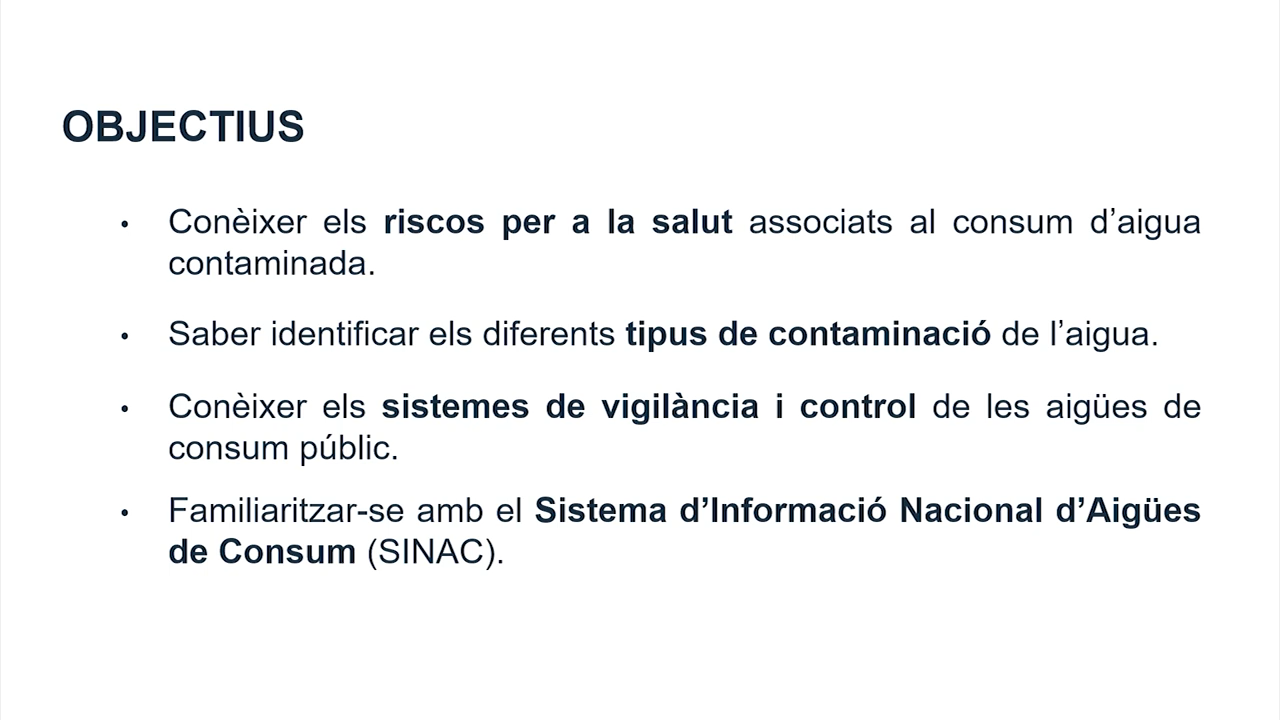 OBJECTIUS
• Conèixer els riscos per a la salut associats al consum d’aigua
contaminada.
• Saber identificar els diferents tipus de contaminació de l’aigua.
• Conèixer els sistemes de vigilància i control de les aigües de
consum públic.
• Familiaritzar-se amb el Sistema d’Informació Nacional d’Aigües
de Consum (SINAC).